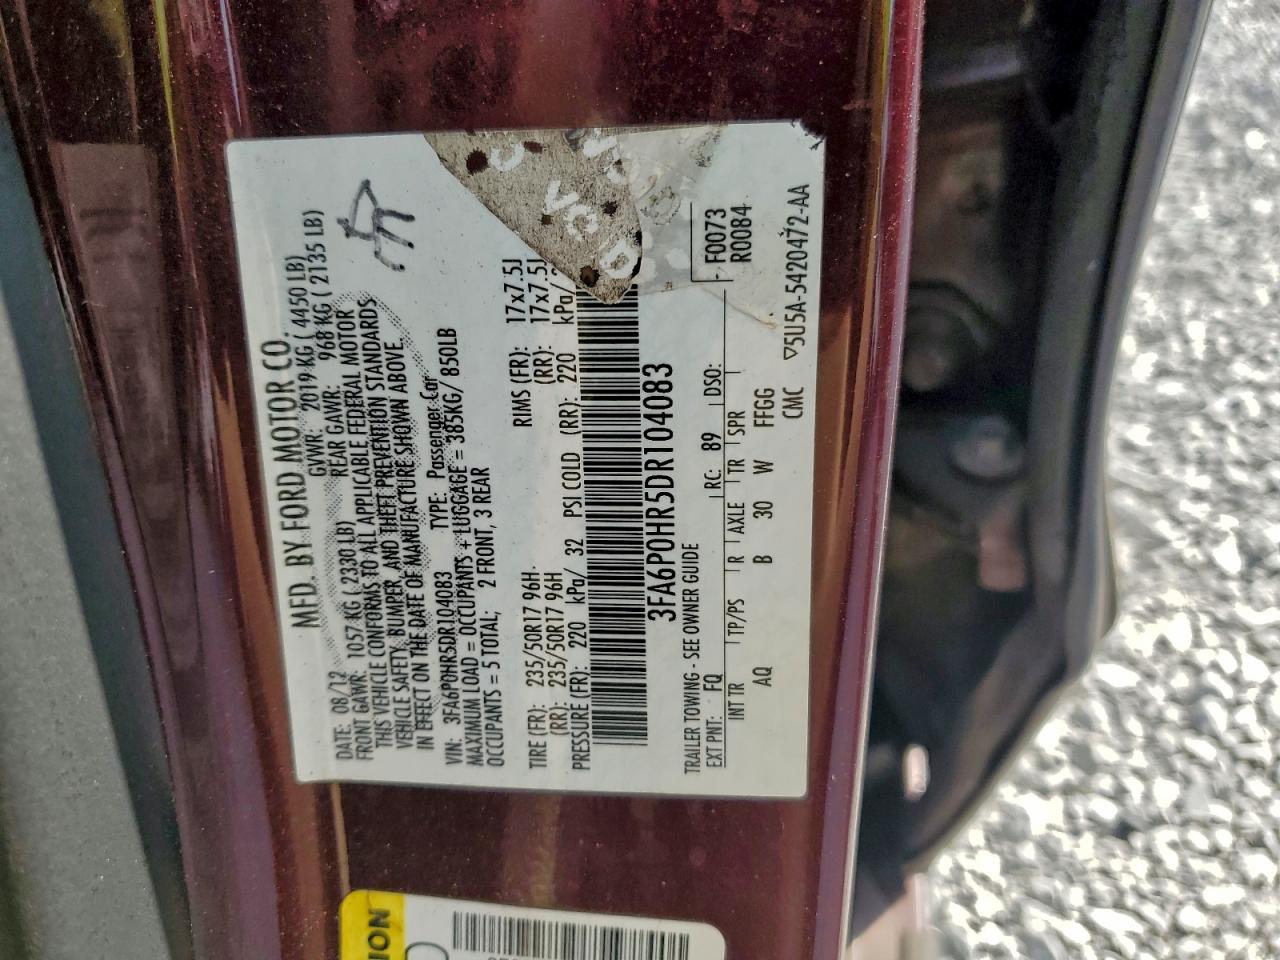 MFD. BY FORD MOTOR CO.
DATE: 08/12 GVWR: 2019 KG ( 4450 LB)
FRONT GAWR: 1057 KG ( 2330 LB) REAR GAWR: 968 KG ( 2135 LB)
THIS VEHICLE CONFORMS TO ALL APPLICABLE FEDERAL MOTOR
VEHICLE SAFETY, BUMPER, AND THEFT PREVENTION STANDARDS
IN EFFECT ON THE DATE OF MANUFACTURE SHOWN ABOVE.
VIN: 3FA6P0HR5DR104083 TYPE: Passenger Car
MAXIMUM LOAD = OCCUPANTS + LUGGAGE = 385KG/ 850LB
OCCUPANTS = 5 TOTAL; 2 FRONT, 3 REAR
TIRE (FR): 235/50R17 96H. RIMS (FR): 17x7.5J
(RR): 235/50R17 96H (RR): 17x7.5J
PRESSURE (FR): 220 kPa/ 32 PSI COLD (RR): 220 kPa/
3FA6P0HR5DR104083
TRAILER TOWING - SEE OWNER GUIDE
EXT PNT: FQ RC: 89 DSO: F0073
R0084
INT TR TP/PS R AXLE TR SPR
AQ B 30 W FFGG
CMC ▽5U5A-5420472-AA
ION